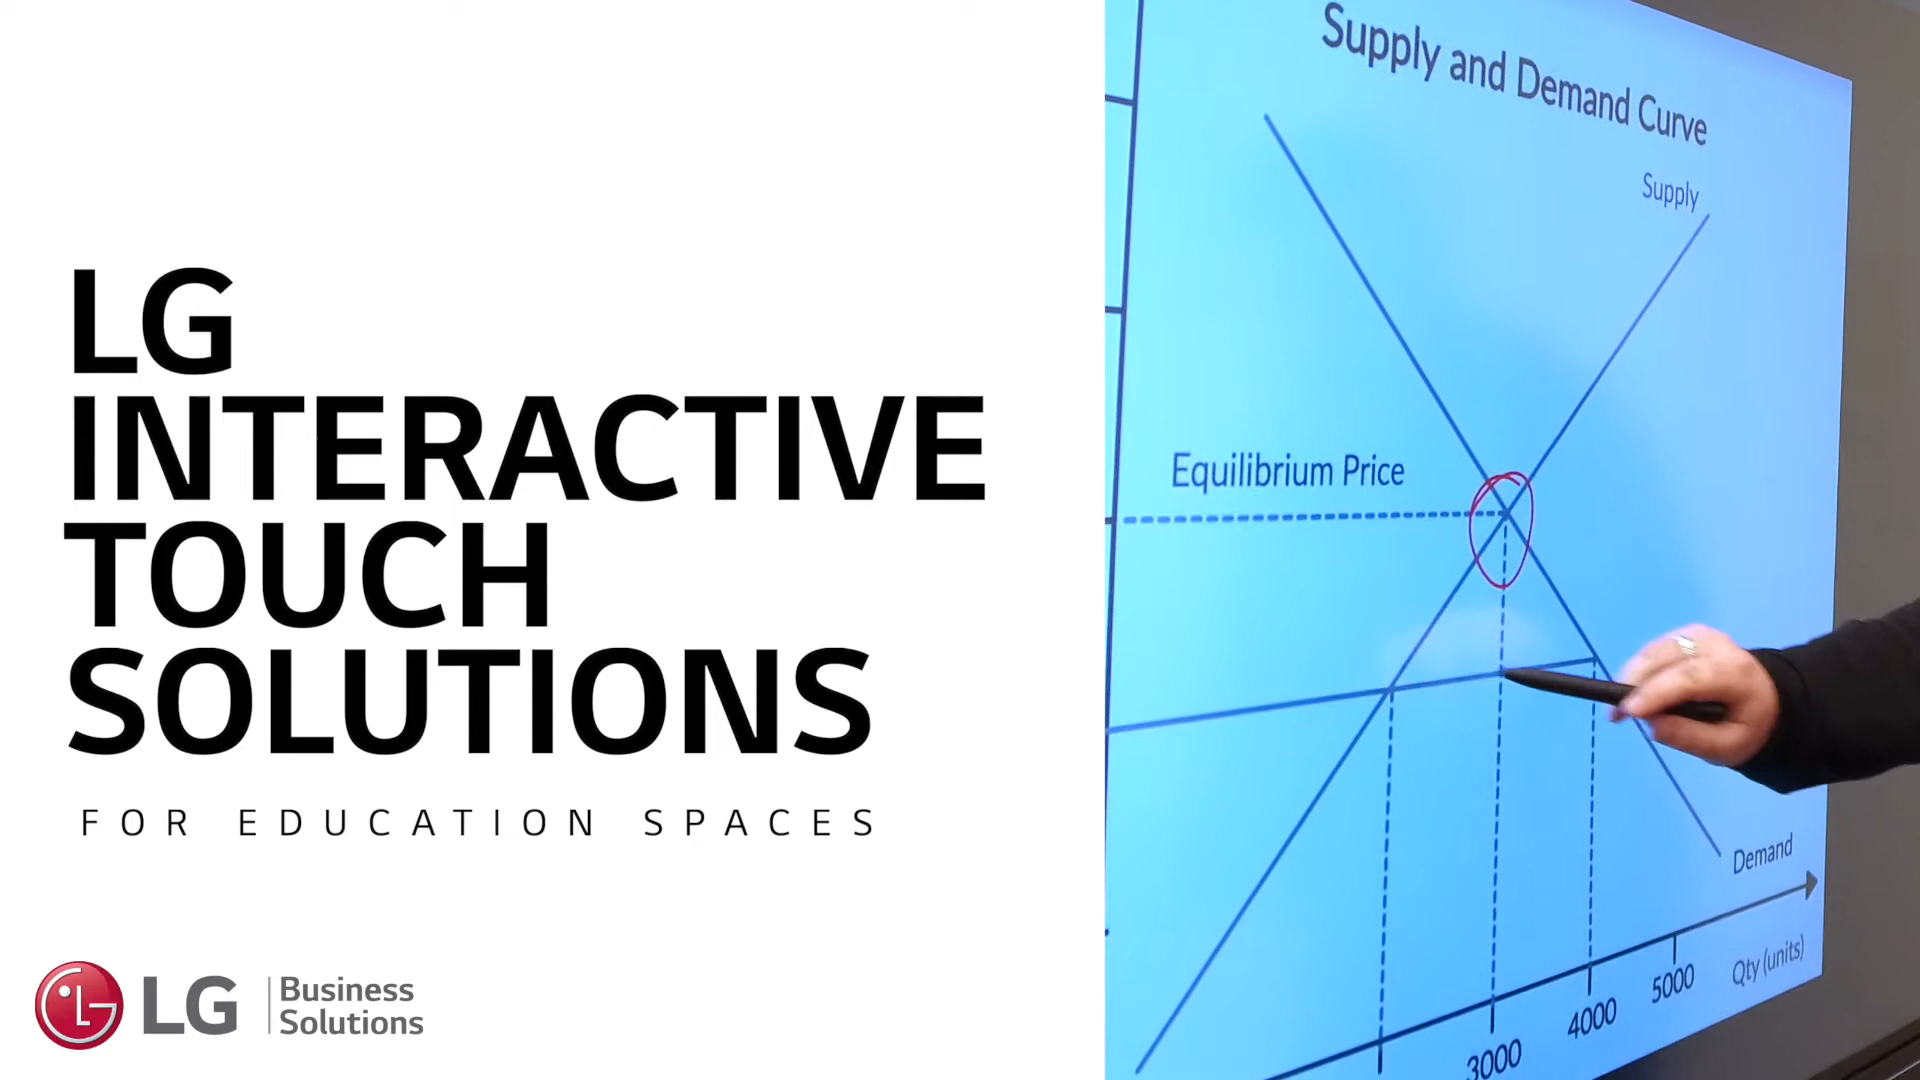 LG
INTERACTIVE
TOUCH
SOLUTIONS
FOR EDUCATION SPACES
LG
Business
Solutions
Supply and Demand Curve
Supply
Equilibrium Price
Demand
3000
4000
5000
Qty (units)